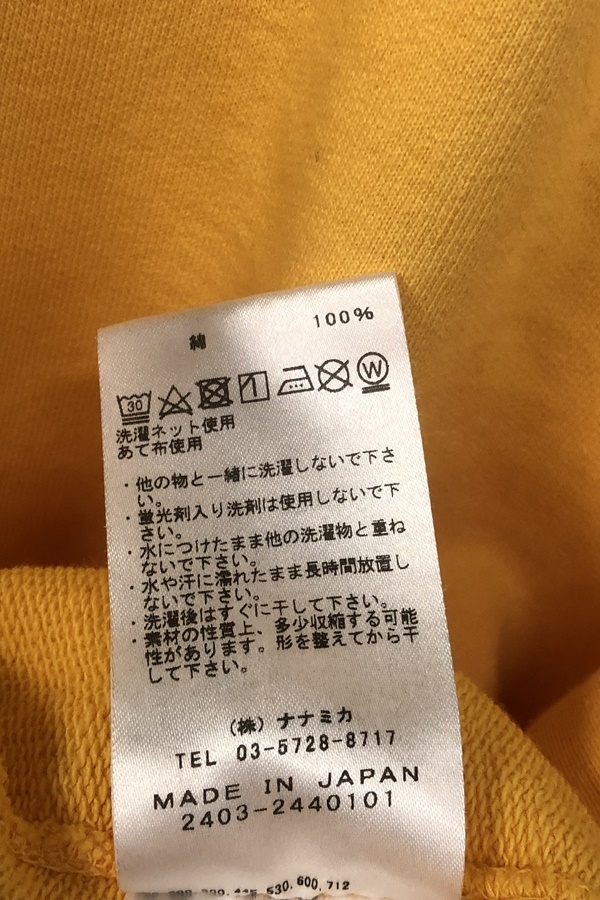 綿 100%
30 W
洗濯ネット使用
あて布使用
・他の物と一緒に洗濯しないで下さ
い。
・蛍光剤入り洗剤は使用しないで下
さい。
・水につけたまま他の洗濯物と重ね
ないで下さい。
・水や汗に濡れたまま長時間放置し
ないで下さい。
・洗濯後はすぐに干して下さい。
・素材の性質上、多少収縮する可能
性があります。形を整えてから干
して下さい。
(株)ナナミカ
TEL 03-5728-8717
MADE IN JAPAN
2403-2440101
530,600,712